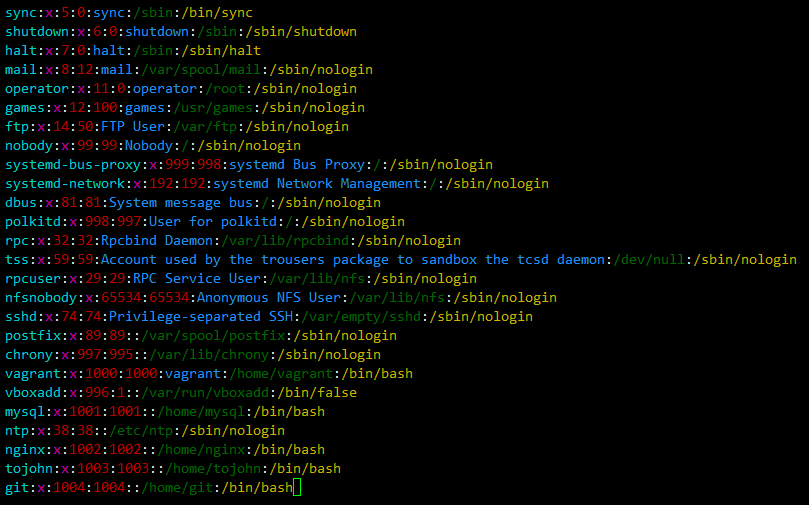 sync:x:5:0:sync:/sbin:/bin/sync
shutdown:x:6:0:shutdown:/sbin:/sbin/shutdown
halt:x:7:0:halt:/sbin:/sbin/halt
mail:x:8:12:mail:/var/spool/mail:/sbin/nologin
operator:x:11:0:operator:/root:/sbin/nologin
games:x:12:100:games:/usr/games:/sbin/nologin
ftp:x:14:50:FTP User:/var/ftp:/sbin/nologin
nobody:x:99:99:Nobody:/:/sbin/nologin
systemd-bus-proxy:x:999:998:systemd Bus Proxy:/:/sbin/nologin
systemd-network:x:192:192:systemd Network Management:/:/sbin/nologin
dbus:x:81:81:System message bus:/:/sbin/nologin
polkitd:x:998:997:User for polkitd:/:/sbin/nologin
rpc:x:32:32:Rpcbind Daemon:/var/lib/rpcbind:/sbin/nologin
tss:x:59:59:Account used by the trousers package to sandbox the tcsd daemon:/dev/null:/sbin/nologin
rpcuser:x:29:29:RPC Service User:/var/lib/nfs:/sbin/nologin
nfsnobody:x:65534:65534:Anonymous NFS User:/var/lib/nfs:/sbin/nologin
sshd:x:74:74:Privilege-separated SSH:/var/empty/sshd:/sbin/nologin
postfix:x:89:89::/var/spool/postfix:/sbin/nologin
chrony:x:997:995::/var/lib/chrony:/sbin/nologin
vagrant:x:1000:1000:vagrant:/home/vagrant:/bin/bash
vboxadd:x:996:1::/var/run/vboxadd:/bin/false
mysql:x:1001:1001::/home/mysql:/bin/bash
ntp:x:38:38::/etc/ntp:/sbin/nologin
nginx:x:1002:1002::/home/nginx:/bin/bash
tojohn:x:1003:1003::/home/tojohn:/bin/bash
git:x:1004:1004::/home/git:/bin/bash